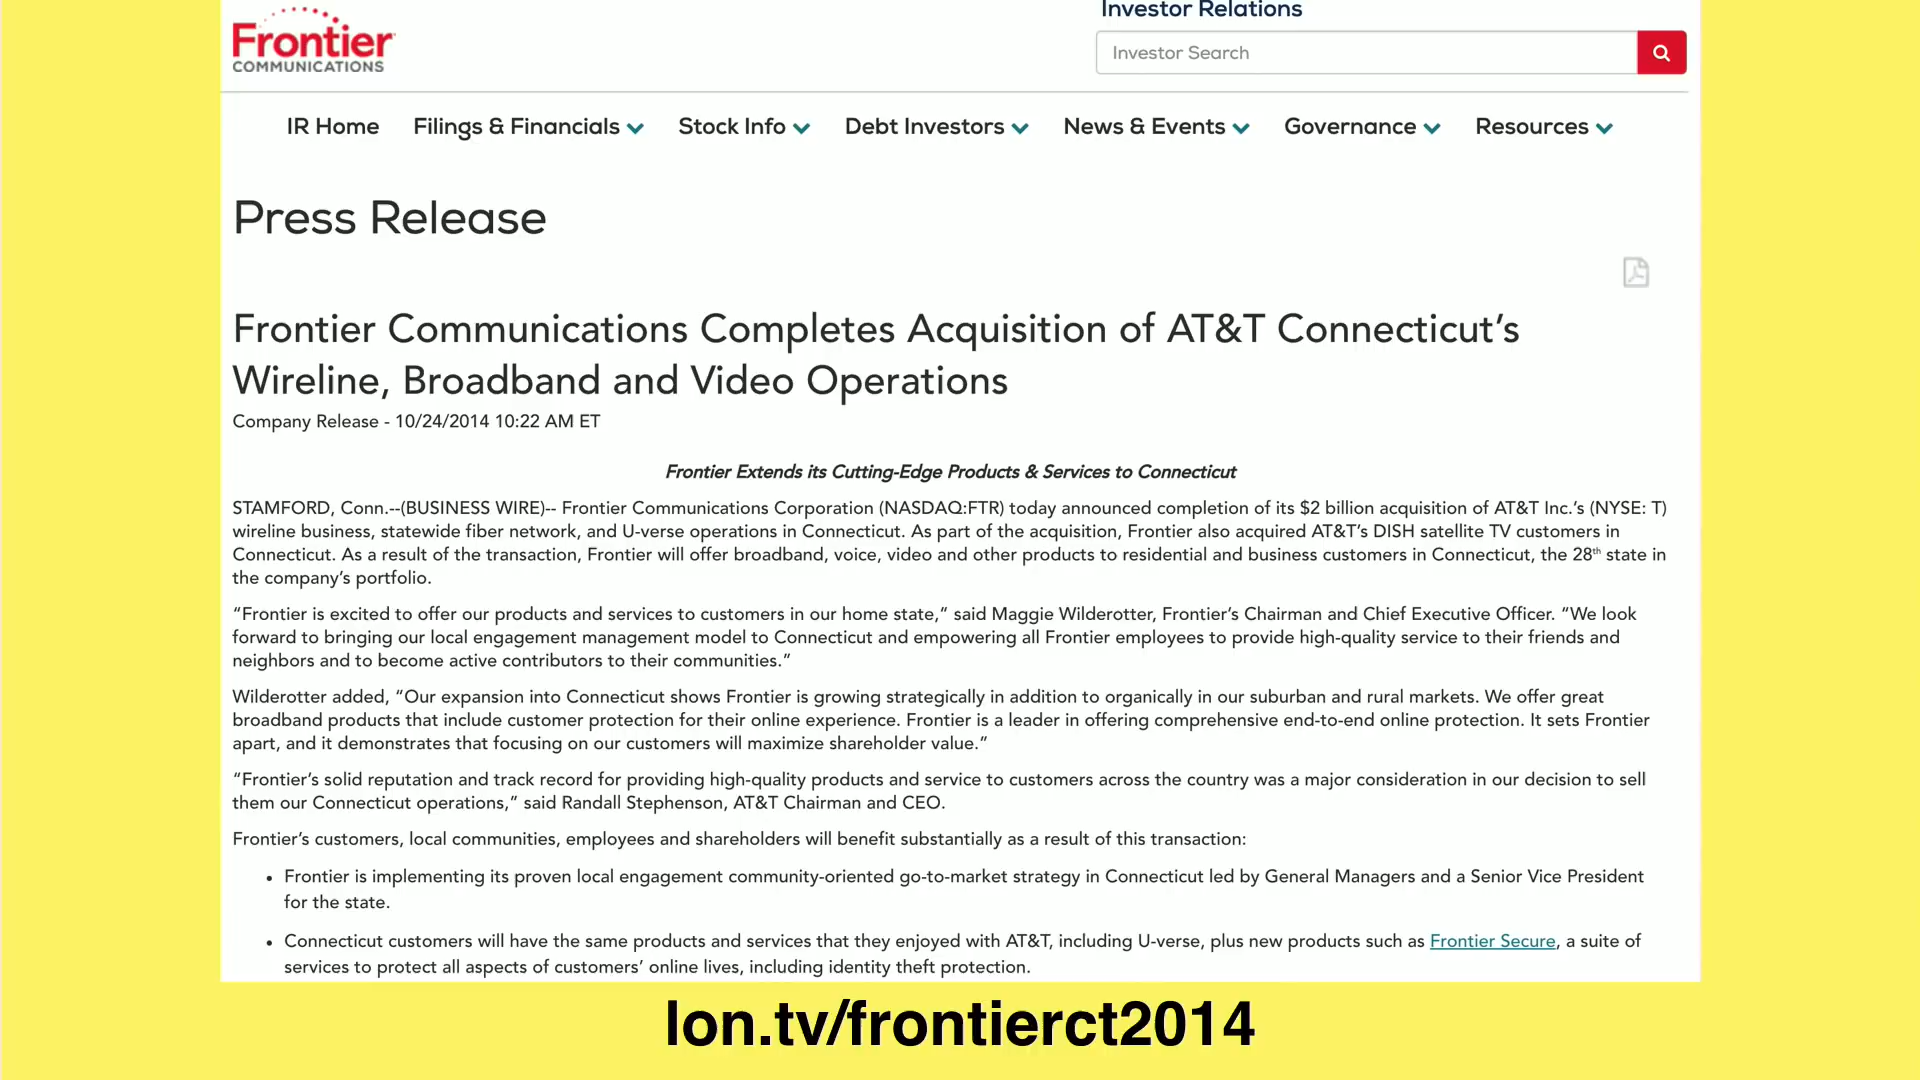 Frontier
COMMUNICATIONS
Investor Relations
Investor Search
IR Home Filings & Financials Stock Info Debt Investors News & Events Governance Resources
Press Release
Frontier Communications Completes Acquisition of AT&T Connecticut’s
Wireline, Broadband and Video Operations
Company Release - 10/24/2014 10:22 AM ET
Frontier Extends its Cutting-Edge Products & Services to Connecticut
STAMFORD, Conn.--(BUSINESS WIRE)-- Frontier Communications Corporation (NASDAQ:FTR) today announced completion of its $2 billion acquisition of AT&T Inc.’s (NYSE: T)
wireline business, statewide fiber network, and U-verse operations in Connecticut. As part of the acquisition, Frontier also acquired AT&T’s DISH satellite TV customers in
Connecticut. As a result of the transaction, Frontier will offer broadband, voice, video and other products to residential and business customers in Connecticut, the 28th state in
the company’s portfolio.
“Frontier is excited to offer our products and services to customers in our home state,” said Maggie Wilderotter, Frontier’s Chairman and Chief Executive Officer. “We look
forward to bringing our local engagement management model to Connecticut and empowering all Frontier employees to provide high-quality service to their friends and
neighbors and to become active contributors to their communities.”
Wilderotter added, “Our expansion into Connecticut shows Frontier is growing strategically in addition to organically in our suburban and rural markets. We offer great
broadband products that include customer protection for their online experience. Frontier is a leader in offering comprehensive end-to-end online protection. It sets Frontier
apart, and it demonstrates that focusing on our customers will maximize shareholder value.”
“Frontier’s solid reputation and track record for providing high-quality products and service to customers across the country was a major consideration in our decision to sell
them our Connecticut operations,” said Randall Stephenson, AT&T Chairman and CEO.
Frontier’s customers, local communities, employees and shareholders will benefit substantially as a result of this transaction:
• Frontier is implementing its proven local engagement community-oriented go-to-market strategy in Connecticut led by General Managers and a Senior Vice President
for the state.
• Connecticut customers will have the same products and services that they enjoyed with AT&T, including U-verse, plus new products such as Frontier Secure, a suite of
services to protect all aspects of customers’ online lives, including identity theft protection.
lon.tv/frontierct2014